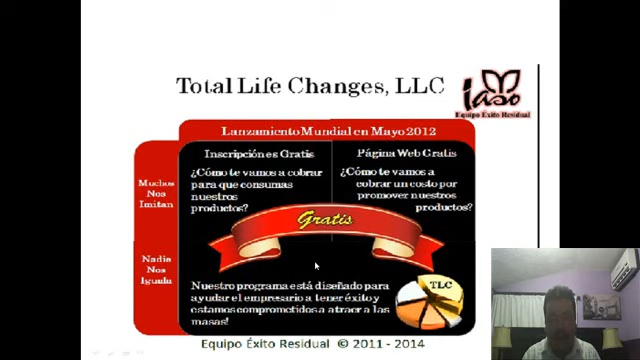 Total Life Changes, LLC
Iaso
Equipo Éxito Residual
Lanzamiento Mundial en Mayo 2012
Inscripción es Gratis
¿Cómo te vamos a cobrar
para que consumas
nuestros
productos?
Página Web Gratis
¿Cómo te vamos a
cobrar un costo por
promover nuestros
productos?
Muchos
Nos
Imitan
Gratis
Nadie
Nos
Iguala
Nuestro programa está diseñado para
ayudar el empresario a tener éxito y
estamos comprometidos a atraer a las
masas!
TLC
Equipo Éxito Residual © 2011 - 2014